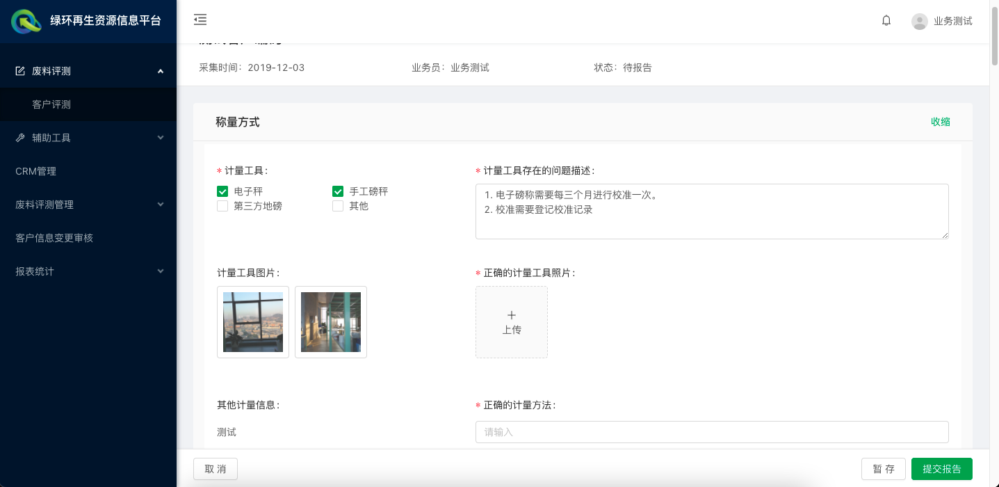 绿环再生资源信息平台
业务测试
采集时间：2019-12-03
业务员：业务测试
状态：待报告
废料评测
客户评测
辅助工具
CRM管理
废料评测管理
客户信息变更审核
报表统计
称量方式
收缩
* 计量工具：
电子秤
手工磅秤
第三方地磅
其他
* 计量工具存在的问题描述：
1. 电子磅称需要每三个月进行校准一次。
2. 校准需要登记校准记录
计量工具图片：
* 正确的计量工具照片：
上传
其他计量信息：
测试
* 正确的计量方法：
请输入
取 消
暂 存
提交报告